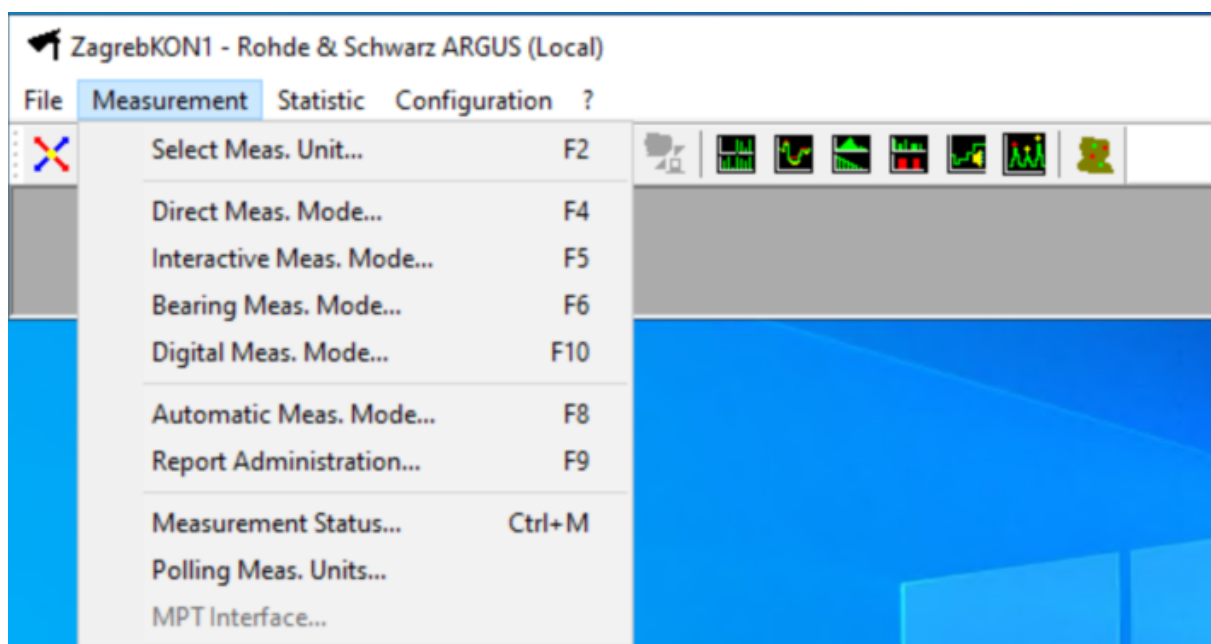 ZagrebKON1 - Rohde & Schwarz ARGUS (Local)
File Measurement Statistic Configuration ?
Select Meas. Unit... F2
Direct Meas. Mode... F4
Interactive Meas. Mode... F5
Bearing Meas. Mode... F6
Digital Meas. Mode... F10
Automatic Meas. Mode... F8
Report Administration... F9
Measurement Status... Ctrl+M
Polling Meas. Units...
MPT Interface...